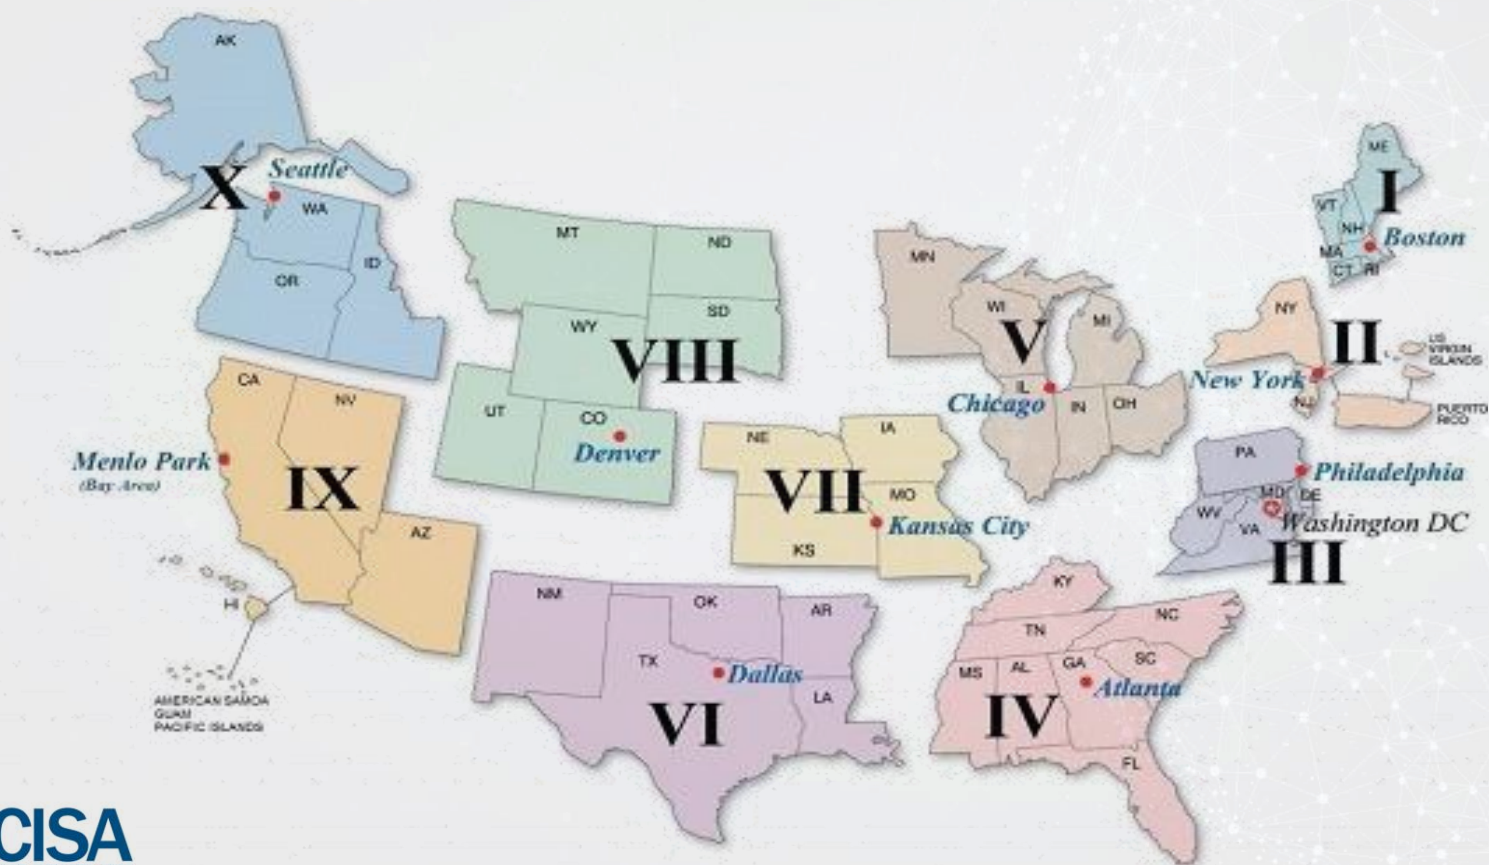 AK
X
Seattle
WA
OR
ID
MT
ND
SD
WY
VIII
UT
CO
Denver
CA
NV
Menlo Park
(Bay Area)
IX
AZ
HI
AMERICAN SAMOA
GUAM
PACIFIC ISLANDS
NE
IA
VII
MO
Kansas City
KS
NM
OK
AR
TX
Dallas
LA
VI
MN
WI
MI
V
IL
Chicago
IN
OH
KY
NC
TN
MS
AL
GA
SC
Atlanta
IV
FL
ME
I
VT
NH
Boston
MA
CT
RI
NY
II
US
VIRGIN
ISLANDS
New York
NJ
PUERTO
RICO
PA
Philadelphia
MD
DE
WV
VA
Washington DC
III
CISA